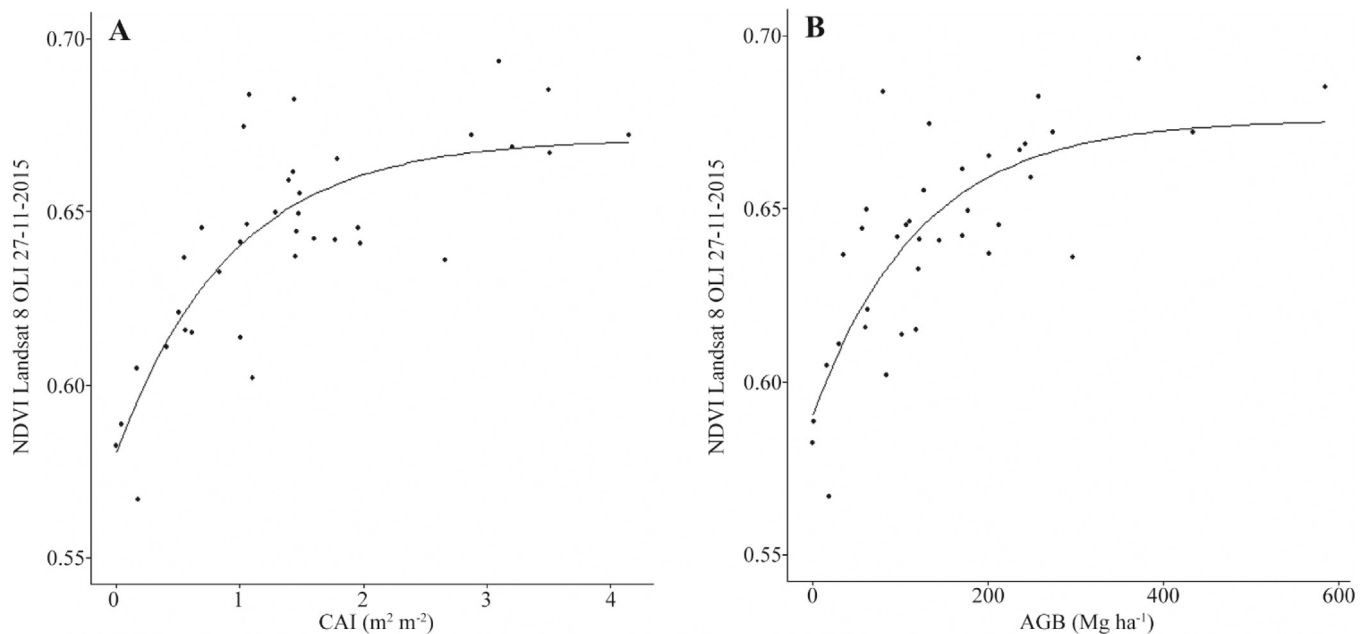 A
NDVI Landsat 8 OLI 27-11-2015
0.70
0.65
0.60
0.55
0 1 2 3 4
CAI (m² m⁻²)
B
NDVI Landsat 8 OLI 27-11-2015
0.70
0.65
0.60
0.55
0 200 400 600
AGB (Mg ha⁻¹)